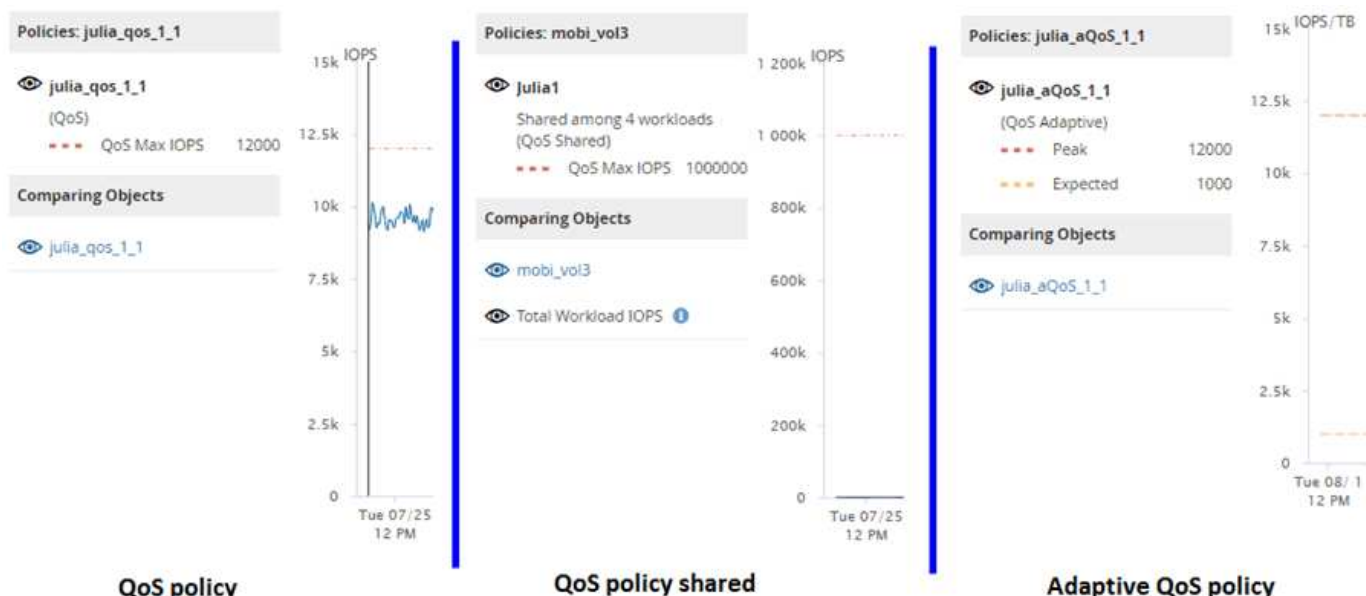 Policies: julia_qos_1_1
julia_qos_1_1
(QoS)
QoS Max IOPS 12000
Comparing Objects
julia_qos_1_1
IOPS
15k
12.5k
10k
7.5k
5k
2.5k
0
Tue 07/25
12 PM
QoS policy
Policies: mobi_vol3
Julia1
Shared among 4 workloads
(QoS Shared)
QoS Max IOPS 1000000
Comparing Objects
mobi_vol3
Total Workload IOPS
IOPS
1 200k
1 000k
800k
600k
400k
200k
0
Tue 07/25
12 PM
QoS policy shared
Policies: julia_aQoS_1_1
julia_aQoS_1_1
(QoS Adaptive)
Peak 12000
Expected 1000
Comparing Objects
julia_aQoS_1_1
IOPS/TB
15k
12.5k
10k
7.5k
5k
2.5k
0
Tue 08/ 1
12 PM
Adaptive QoS policy